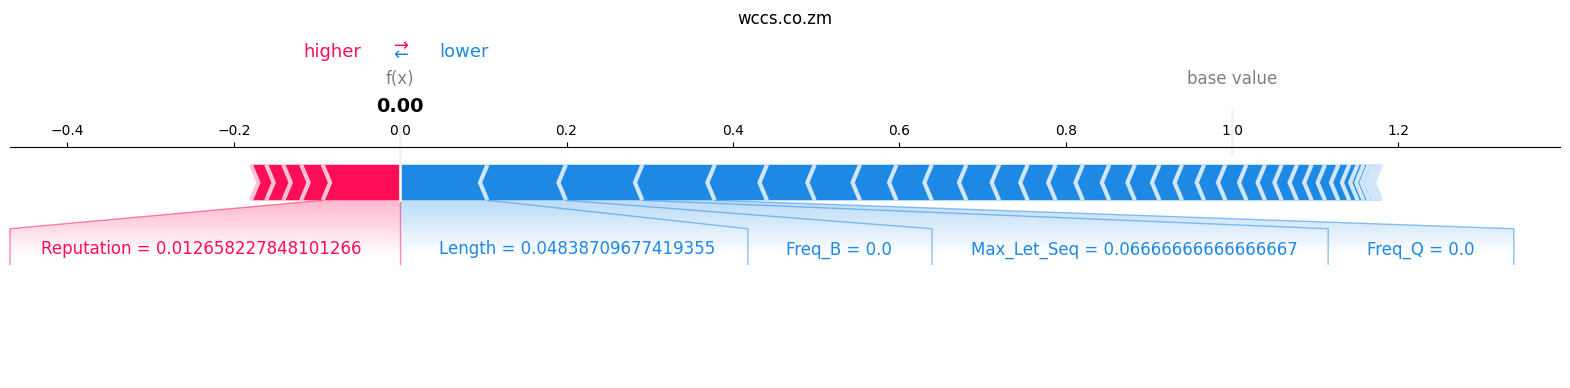 wccs.co.zm
higher ⇄ lower
f(x) base value
0.00
−0.4 −0.2 0.0 0.2 0.4 0.6 0.8 1.0 1.2
Reputation = 0.012658227848101266 Length = 0.04838709677419355 Freq_B = 0.0 Max_Let_Seq = 0.06666666666666667 Freq_Q = 0.0